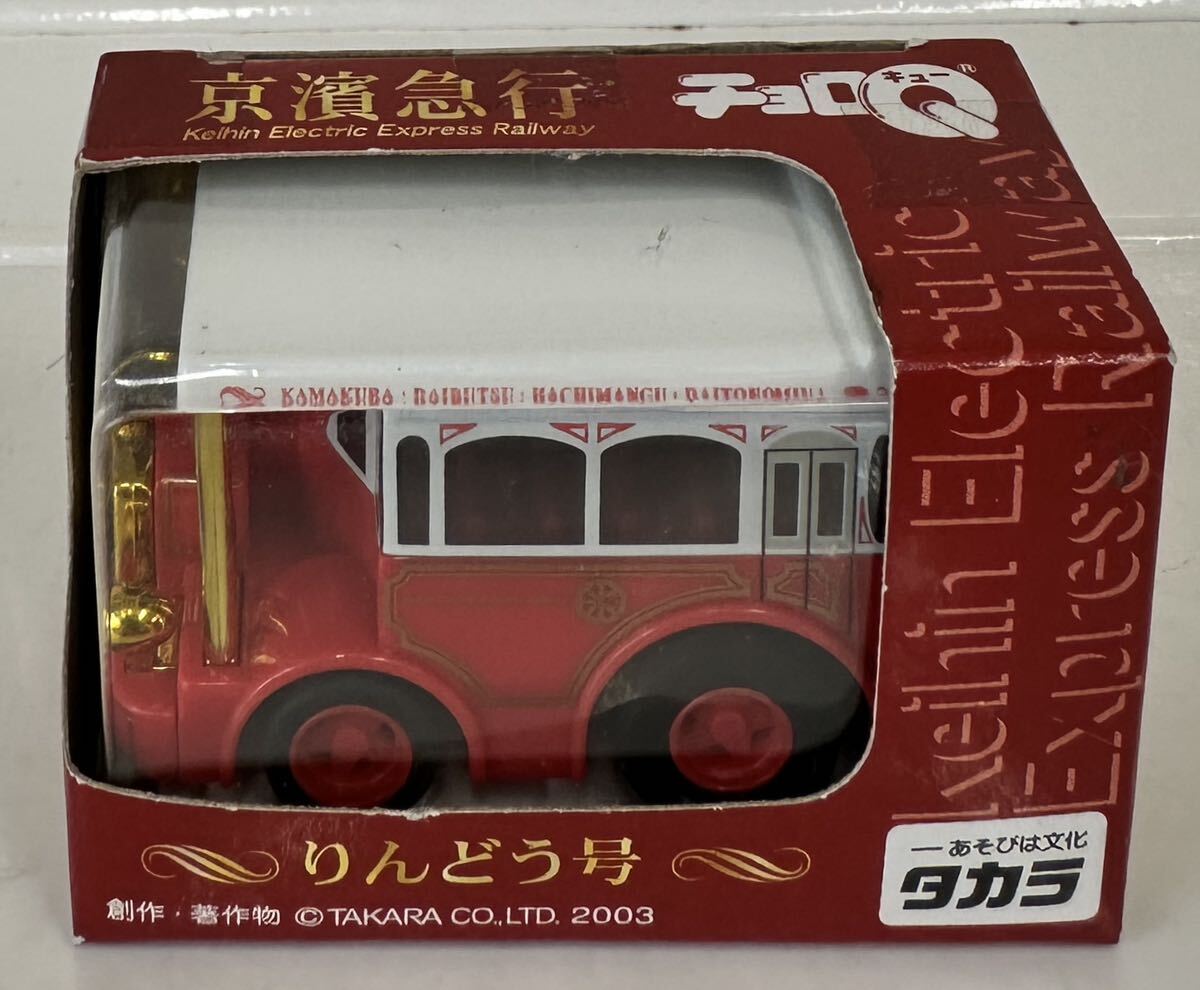 京濱急行
Keihin Electric Express Railway
チョロQ®
キュー
Keihin Electric
Express Railway
KAMAKURA : DAIBUTSU : HACHIMANGU :
りんどう号
創作・著作物 © TAKARA CO.,LTD. 2003
─あそびは文化
タカラ